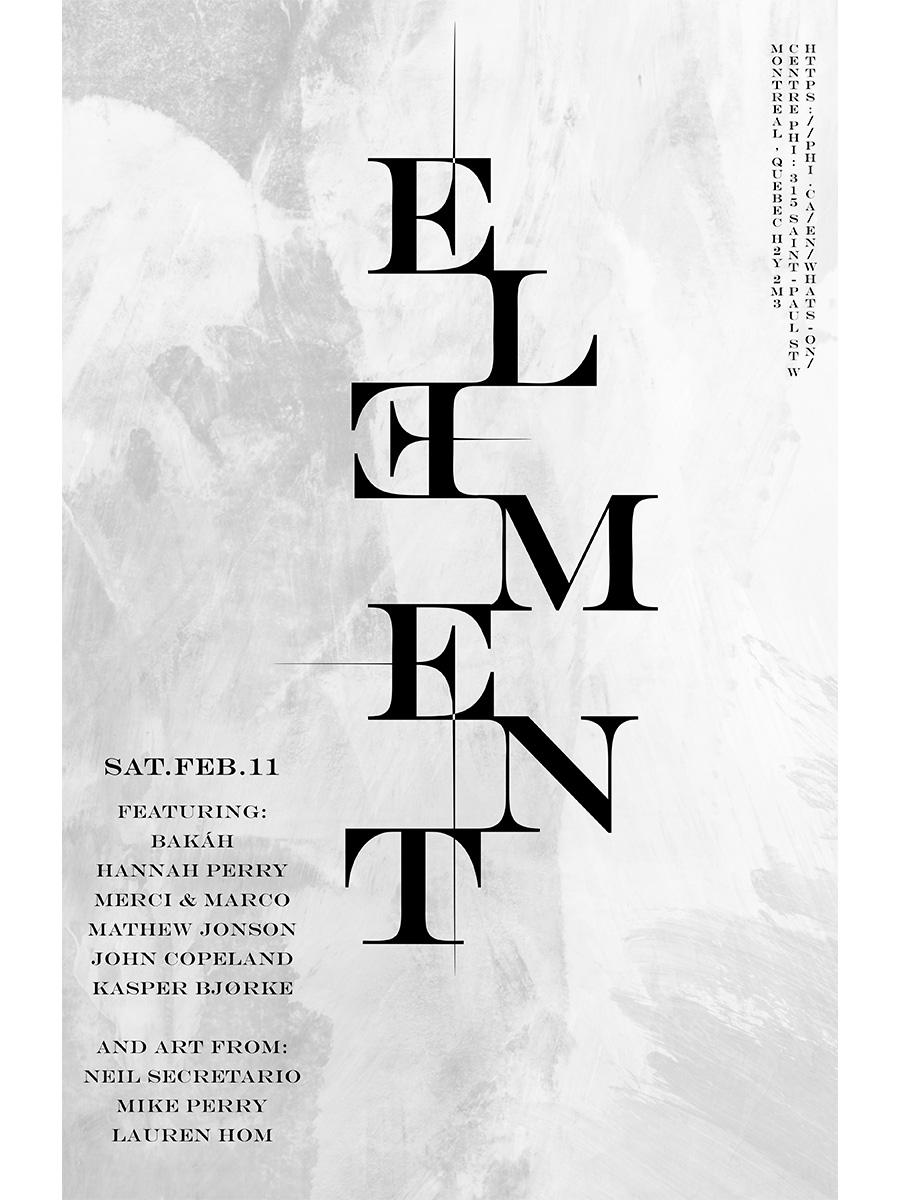 ELEMENT
HTTPS://PHI.CA/EN/WHATS-ON/
CENTRE PHI: 315 SAINT-PAUL ST W
MONTREAL, QUEBEC H2Y 2M3
SAT.FEB.11
FEATURING:
BAKÁH
HANNAH PERRY
MERCI & MARCO
MATHEW JONSON
JOHN COPELAND
KASPER BJØRKE
AND ART FROM:
NEIL SECRETARIO
MIKE PERRY
LAUREN HOM